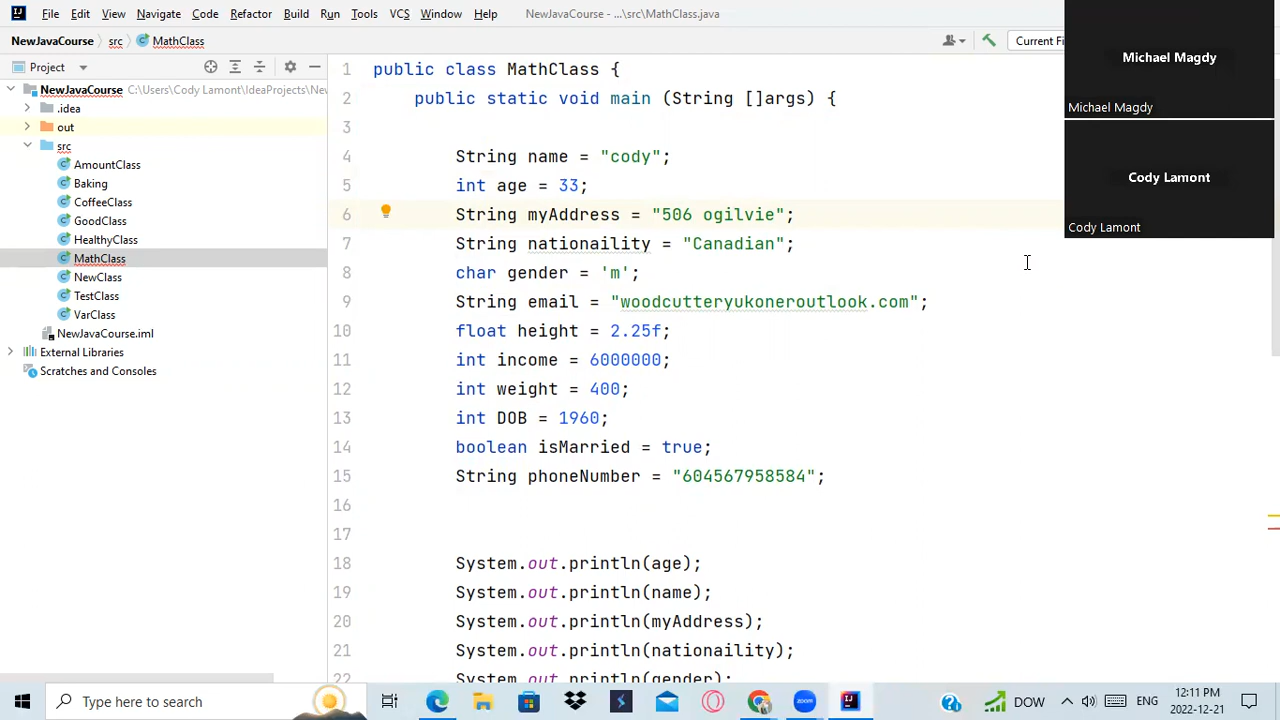 File Edit View Navigate Code Refactor Build Run Tools VCS Window Help NewJavaCourse - ...\src\MathClass.java
NewJavaCourse src MathClass
Current Fi
Project
NewJavaCourse C:\Users\Cody Lamont\IdeaProjects\Nev
.idea
out
src
AmountClass
Baking
CoffeeClass
GoodClass
HealthyClass
MathClass
NewClass
TestClass
VarClass
NewJavaCourse.iml
External Libraries
Scratches and Consoles
1 public class MathClass {
2 public static void main (String []args) {
3
4 String name = "cody";
5 int age = 33;
6 String myAddress = "506 ogilvie";
7 String nationaility = "Canadian";
8 char gender = 'm';
9 String email = "woodcutteryukoneroutlook.com";
10 float height = 2.25f;
11 int income = 6000000;
12 int weight = 400;
13 int DOB = 1960;
14 boolean isMarried = true;
15 String phoneNumber = "604567958584";
16
17
18 System.out.println(age);
19 System.out.println(name);
20 System.out.println(myAddress);
21 System.out.println(nationaility);
22 System.out.println(gender);
Michael Magdy
Michael Magdy
Cody Lamont
Cody Lamont
Type here to search
zoom
DOW
ENG
12:11 PM
2022-12-21